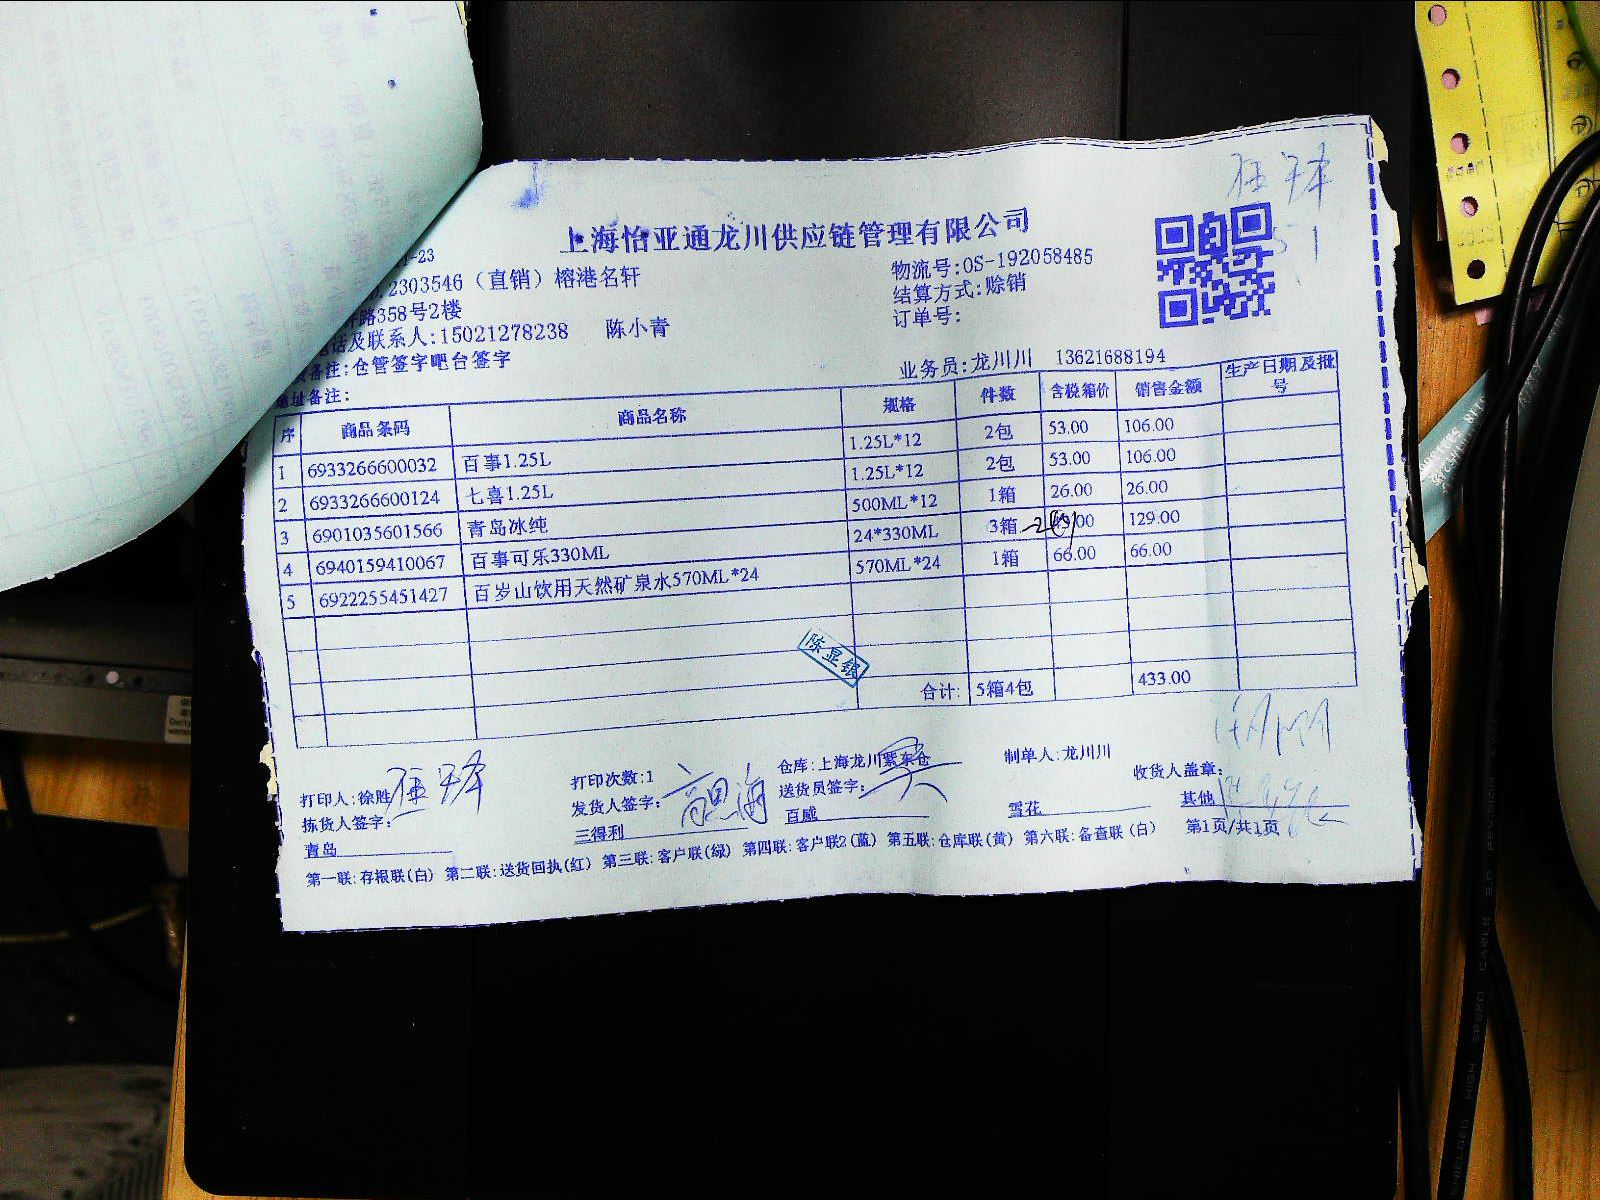 上海怡亚通龙川供应链管理有限公司
-23
2303546（直销）榕港名轩
物流号:OS-192058485
路358号2楼
结算方式:赊销
话及联系人:15021278238 陈小青
订单号:
备注:仓管签字吧台签字
业务员:龙川川 13621688194
地址备注:
序 商品条码 商品名称 规格 件数 含税箱价 销售金额 生产日期及批号
1 6933266600032 百事1.25L 1.25L*12 2包 53.00 106.00
2 6933266600124 七喜1.25L 1.25L*12 2包 53.00 106.00
3 6901035601566 青岛冰纯 500ML*12 1箱 26.00 26.00
4 6940159410067 百事可乐330ML 24*330ML 3箱 129.00
5 6922255451427 百岁山饮用天然矿泉水570ML*24 570ML*24 1箱 66.00 66.00
陈显银
合计: 5箱4包 433.00
打印人:徐胜 打印次数:1 仓库:上海龙川紫东仓 制单人:龙川川
拣货人签字: 发货人签字: 送货员签字: 收货人盖章:
青岛 三得利 百威 雪花 其他
第一联:存根联(白) 第二联:送货回执(红) 第三联:客户联(绿) 第四联:客户联2(蓝) 第五联:仓库联(黄) 第六联:备查联(白) 第1页/共1页